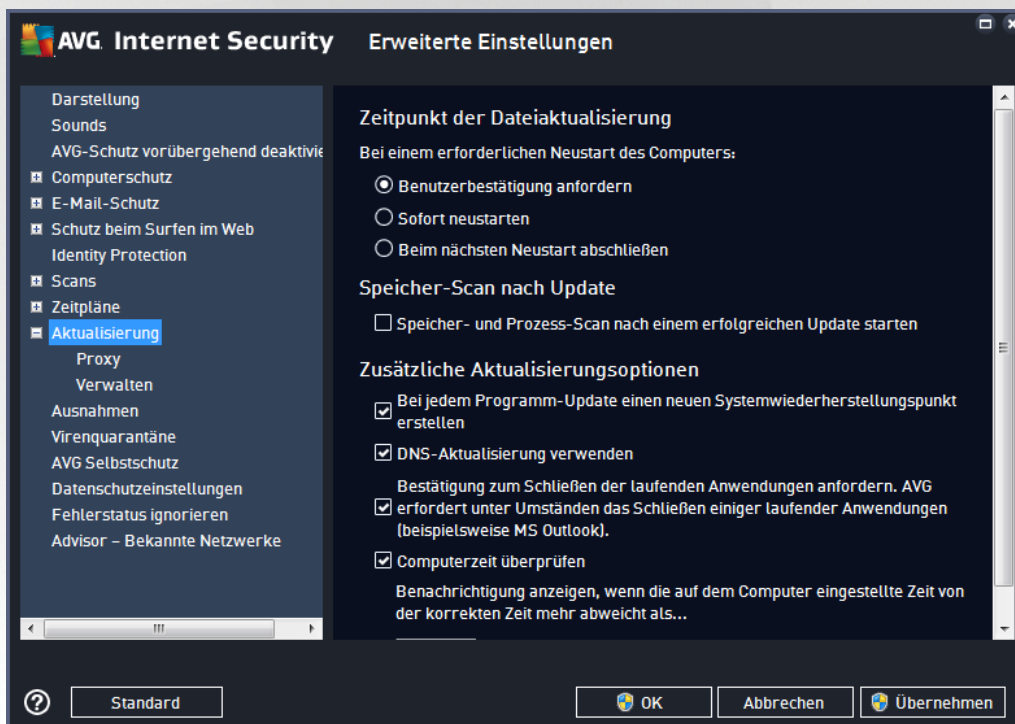 AVG. Internet Security Erweiterte Einstellungen
Darstellung
Sounds
AVG-Schutz vorübergehend deaktivie
Computerschutz
E-Mail-Schutz
Schutz beim Surfen im Web
Identity Protection
Scans
Zeitpläne
Aktualisierung
Proxy
Verwalten
Ausnahmen
Virenquarantäne
AVG Selbstschutz
Datenschutzeinstellungen
Fehlerstatus ignorieren
Advisor – Bekannte Netzwerke
Zeitpunkt der Dateiaktualisierung
Bei einem erforderlichen Neustart des Computers:
Benutzerbestätigung anfordern
Sofort neustarten
Beim nächsten Neustart abschließen
Speicher-Scan nach Update
Speicher- und Prozess-Scan nach einem erfolgreichen Update starten
Zusätzliche Aktualisierungsoptionen
Bei jedem Programm-Update einen neuen Systemwiederherstellungspunkt
erstellen
DNS-Aktualisierung verwenden
Bestätigung zum Schließen der laufenden Anwendungen anfordern. AVG
erfordert unter Umständen das Schließen einiger laufender Anwendungen
(beispielsweise MS Outlook).
Computerzeit überprüfen
Benachrichtigung anzeigen, wenn die auf dem Computer eingestellte Zeit von
der korrekten Zeit mehr abweicht als...
Standard
OK
Abbrechen
Übernehmen